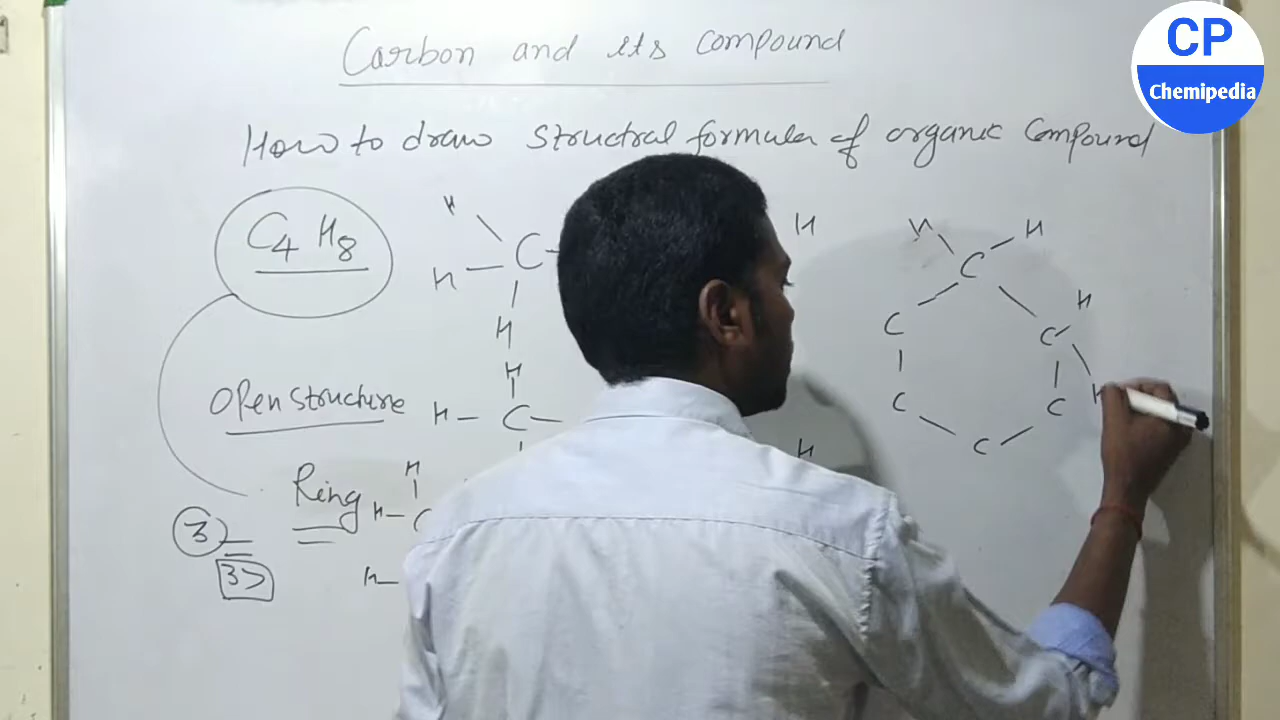 CP
Chemipedia
Carbon and its compound
How to draw Structral formula of organic Compound
C4 H8
H
H — C —
H
H
H — C —
H
H
Open structure
Ring
H
H — C
H —
3
3>
H H
C
C C H
H
C C
C